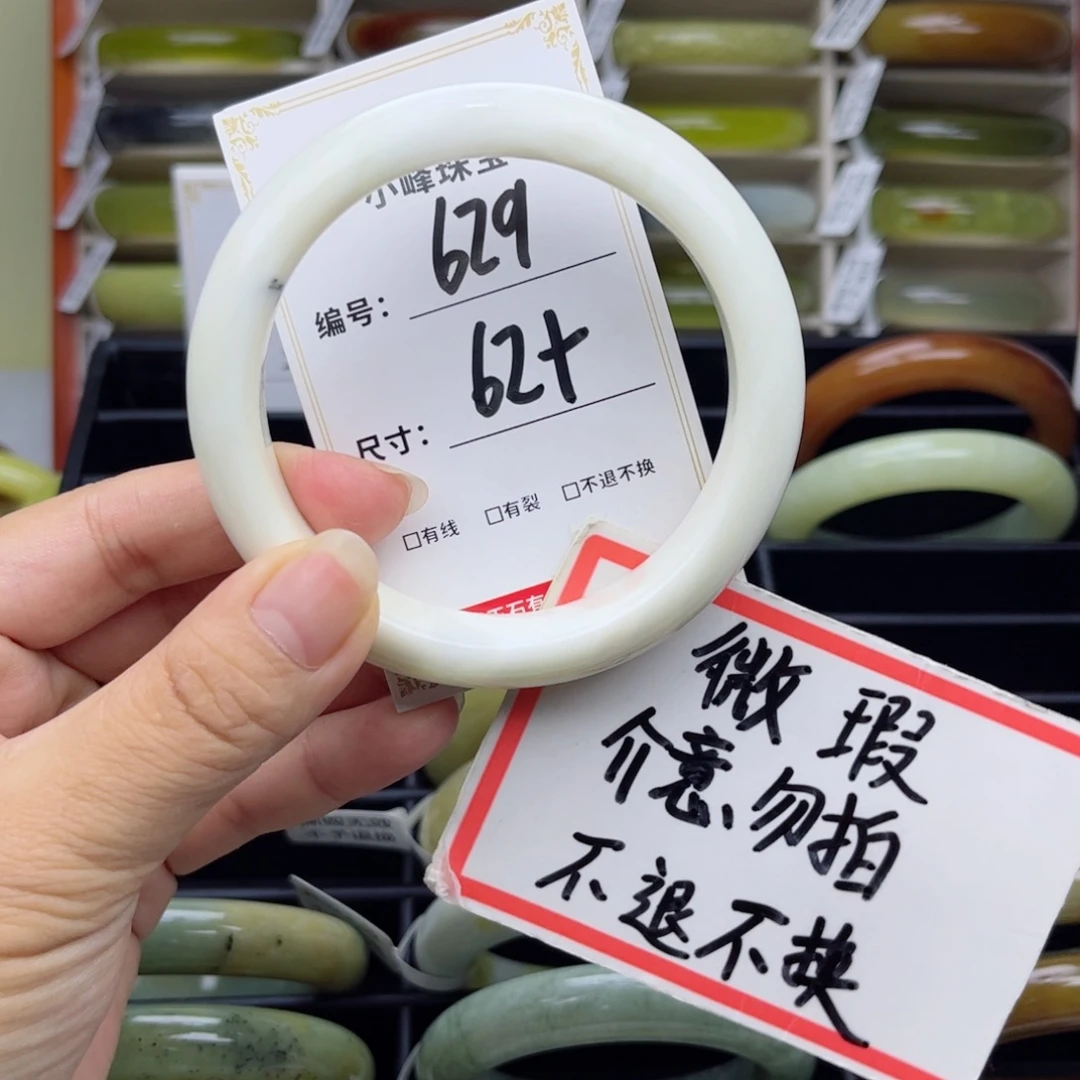 小峰珠宝
编号：629
尺寸：62+
□有线 □有裂 □不退不换
微瑕
介意勿拍
不退不换